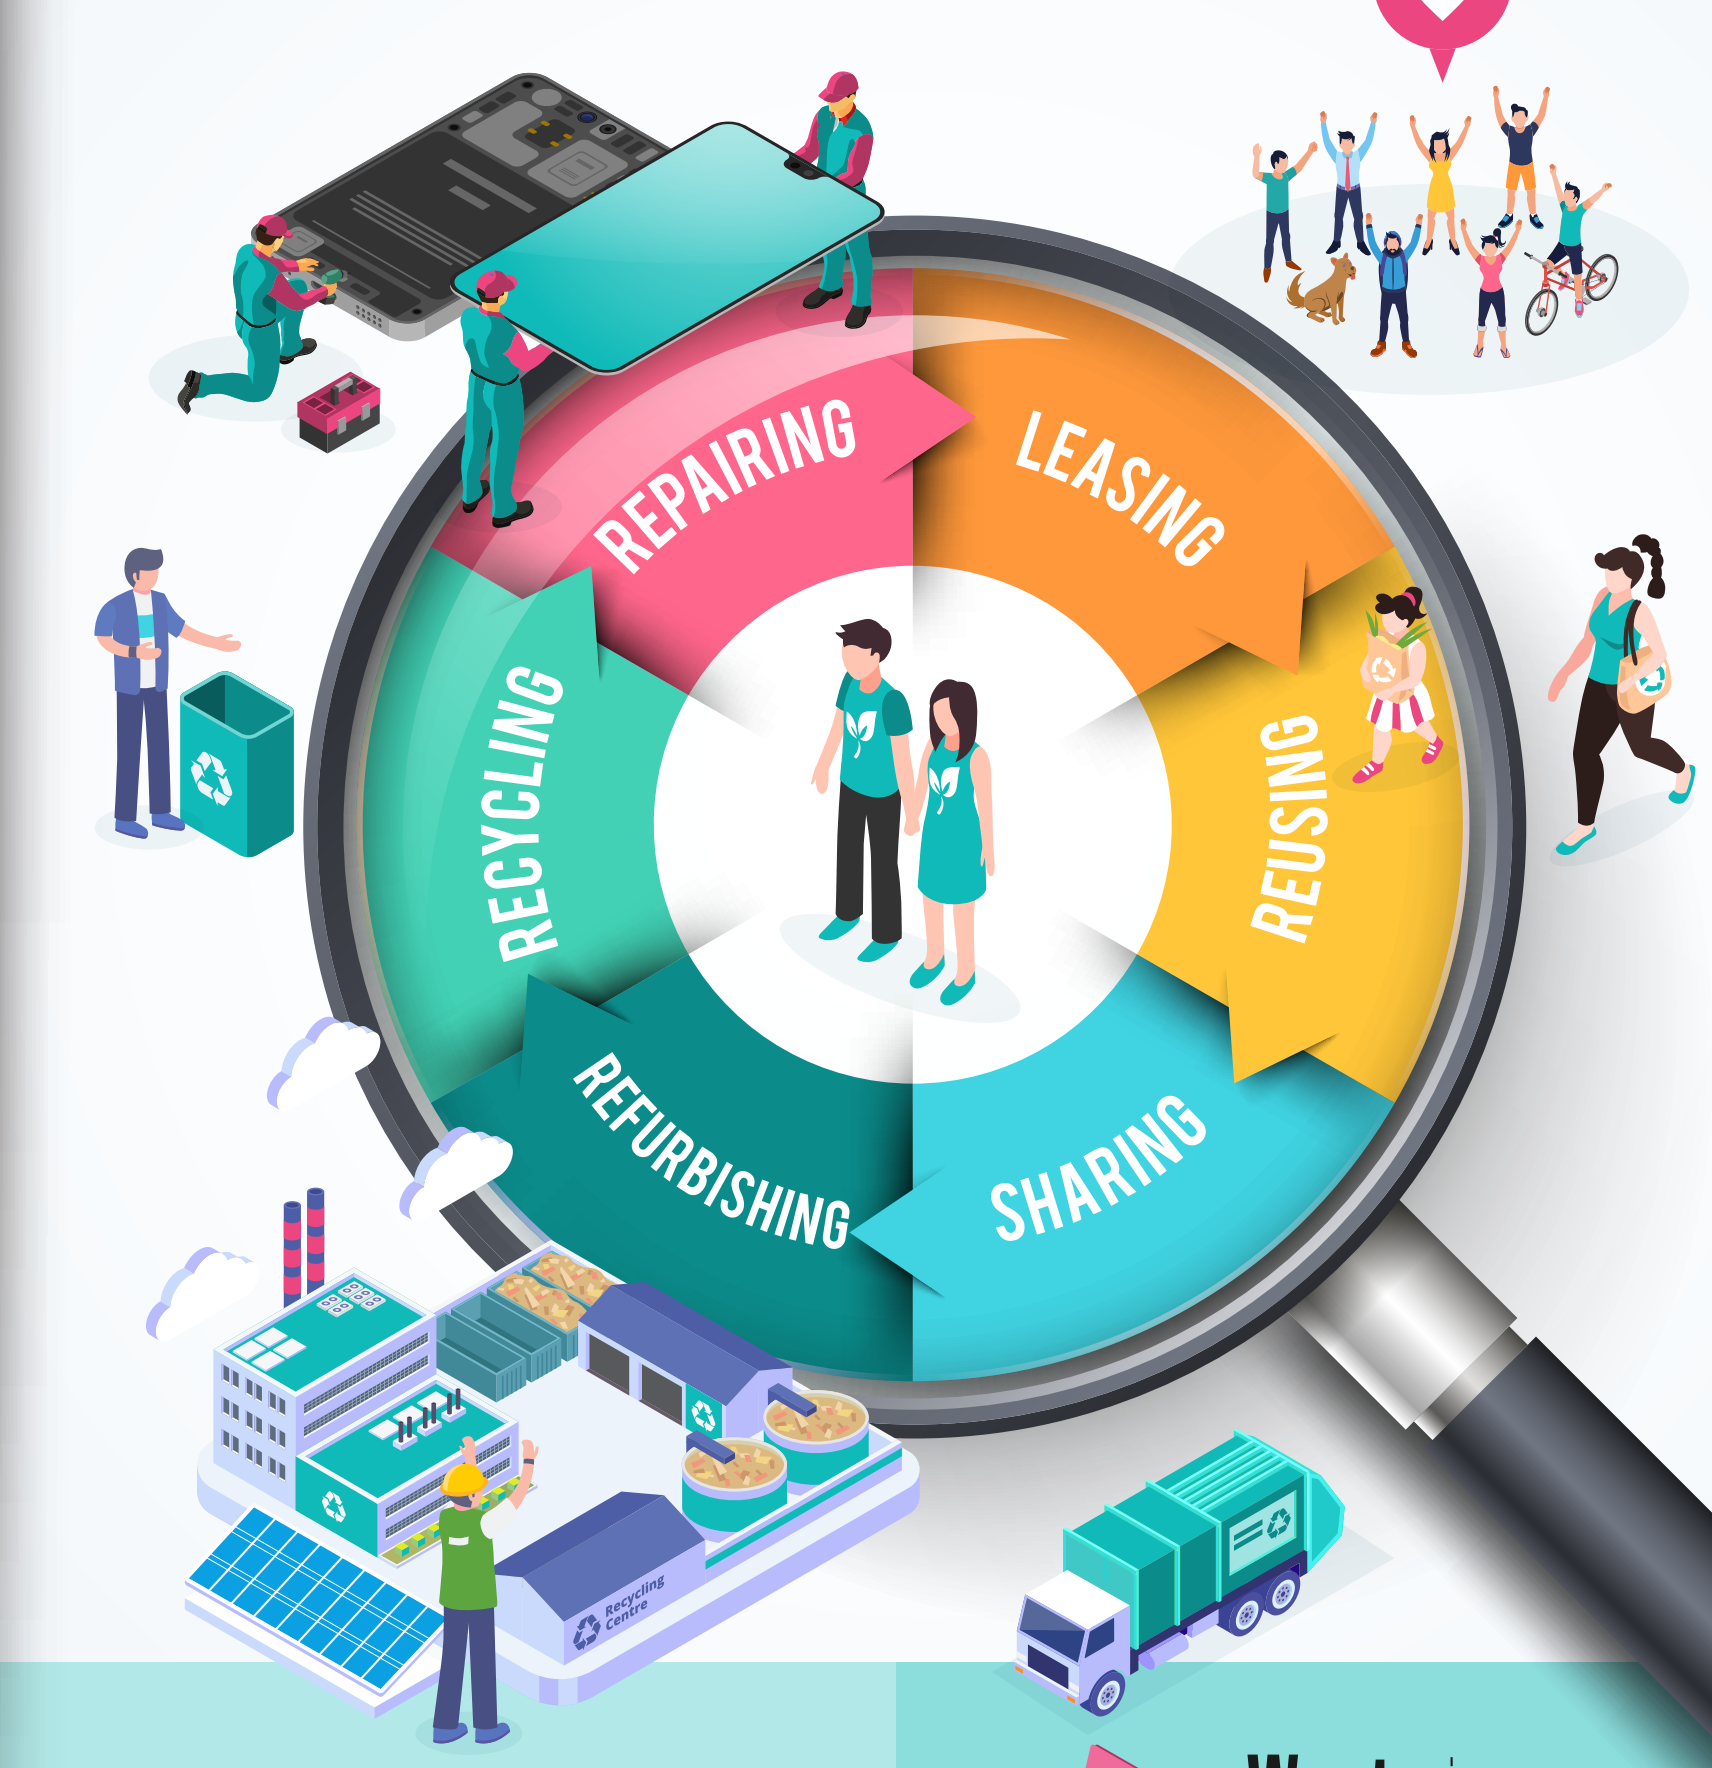 REPAIRING
LEASING
REUSING
SHARING
REFURBISHING
RECYCLING
Recycling
Centre